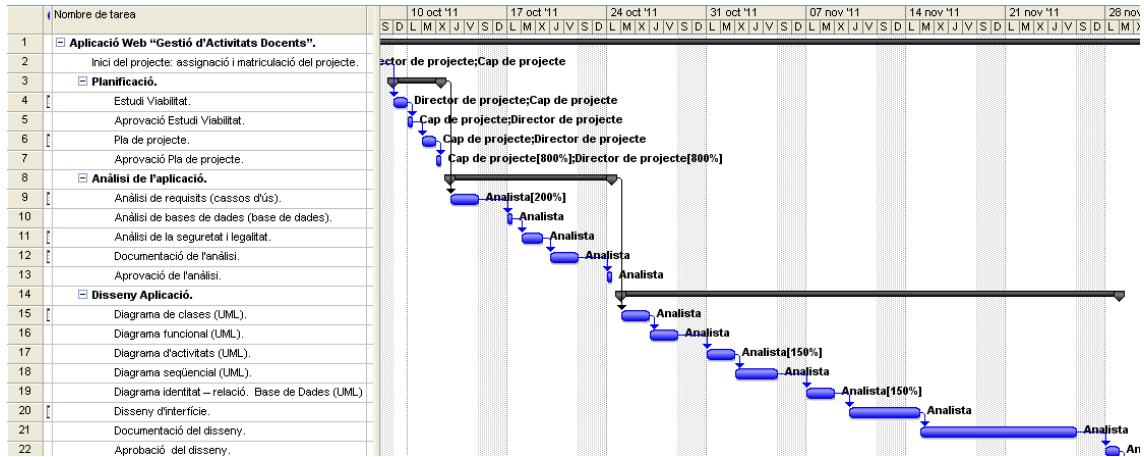 Nombre de tarea
10 oct '11 17 oct '11 24 oct '11 31 oct '11 07 nov '11 14 nov '11 21 nov '11 28 nov
S D L M X J V S D L M X J V S D L M X J V S D L M X J V S D L M X J V S D L M X J V S D L M X J V S D L M X
1 Aplicació Web “Gestió d’Activitats Docents”.
2 Inici del projecte: assignació i matriculació del projecte. ector de projecte;Cap de projecte
3 Planificació.
4 Estudi Viabilitat. Director de projecte;Cap de projecte
5 Aprovació Estudi Viabilitat. Cap de projecte;Director de projecte
6 Pla de projecte. Cap de projecte;Director de projecte
7 Aprovació Pla de projecte. Cap de projecte[800%];Director de projecte[800%]
8 Anàlisi de l’aplicació.
9 Anàlisi de requisits (cassos d'ús). Analista[200%]
10 Anàlisi de bases de dades (base de dades). Analista
11 Anàlisi de la seguretat i legalitat. Analista
12 Documentació de l'anàlisi. Analista
13 Aprovació de l'anàlisi. Analista
14 Disseny Aplicació.
15 Diagrama de clases (UML). Analista
16 Diagrama funcional (UML). Analista
17 Diagrama d'activitats (UML). Analista[150%]
18 Diagrama seqüencial (UML). Analista
19 Diagrama identitat – relació. Base de Dades (UML) Analista[150%]
20 Disseny d'interfície. Analista
21 Documentació del disseny. Analista
22 Aprobació del disseny. An